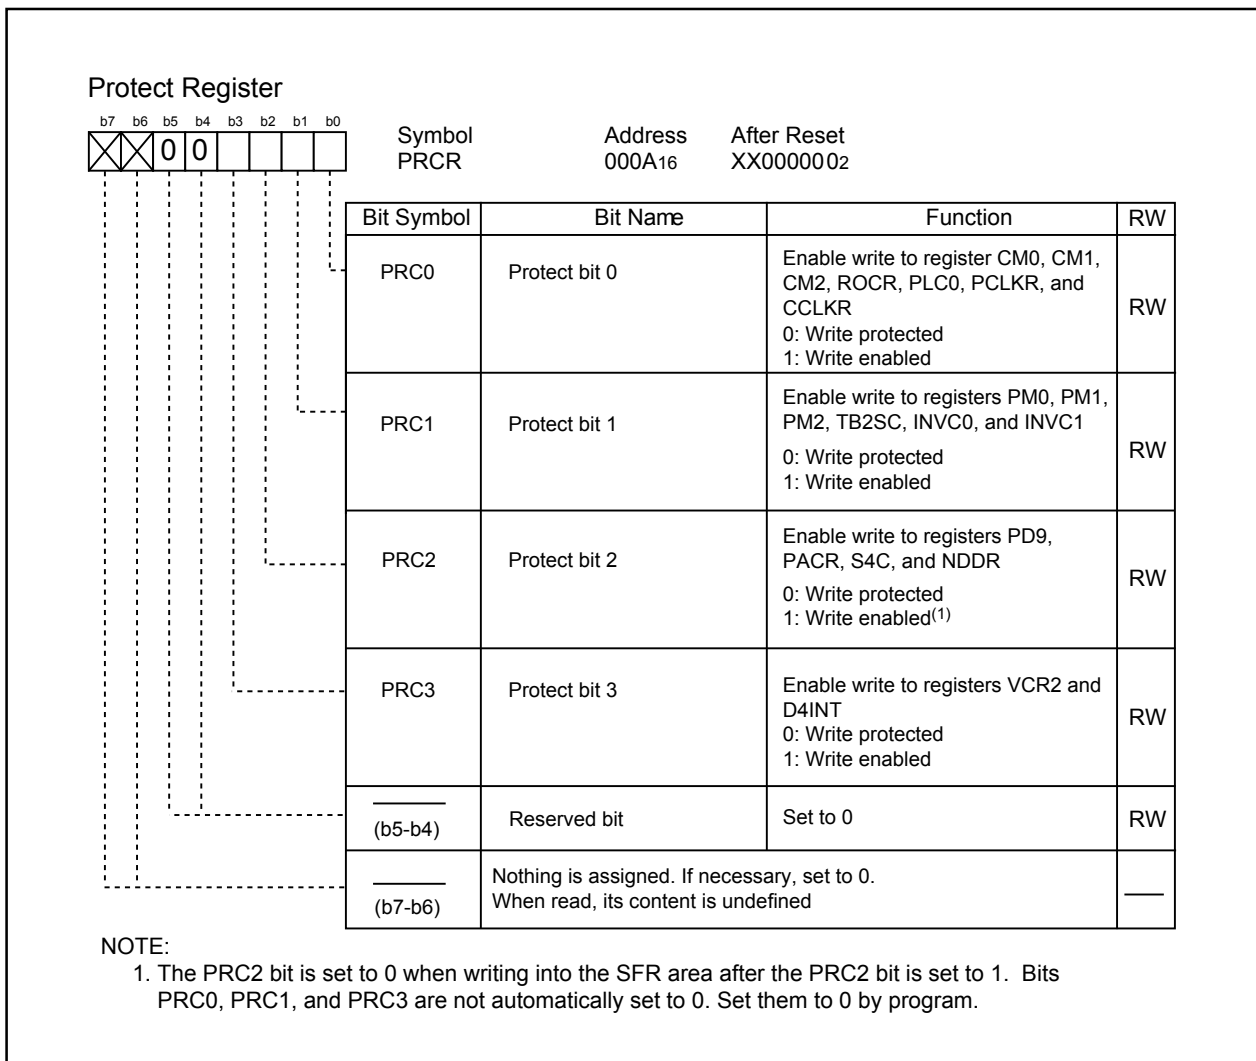 Protect Register
b7 b6 b5 b4 b3 b2 b1 b0
0 0
Symbol Address After Reset
PRCR 000A16 XX0000002
Bit Symbol Bit Name Function RW
PRC0 Protect bit 0 Enable write to register CM0, CM1,
CM2, ROCR, PLC0, PCLKR, and
CCLKR
0: Write protected
1: Write enabled
RW
PRC1 Protect bit 1 Enable write to registers PM0, PM1,
PM2, TB2SC, INVC0, and INVC1
0: Write protected
1: Write enabled
RW
PRC2 Protect bit 2 Enable write to registers PD9,
PACR, S4C, and NDDR
0: Write protected
1: Write enabled(1)
RW
PRC3 Protect bit 3 Enable write to registers VCR2 and
D4INT
0: Write protected
1: Write enabled
RW
(b5-b4) Reserved bit Set to 0 RW
(b7-b6) Nothing is assigned. If necessary, set to 0.
When read, its content is undefined
NOTE:
1. The PRC2 bit is set to 0 when writing into the SFR area after the PRC2 bit is set to 1. Bits
PRC0, PRC1, and PRC3 are not automatically set to 0. Set them to 0 by program.